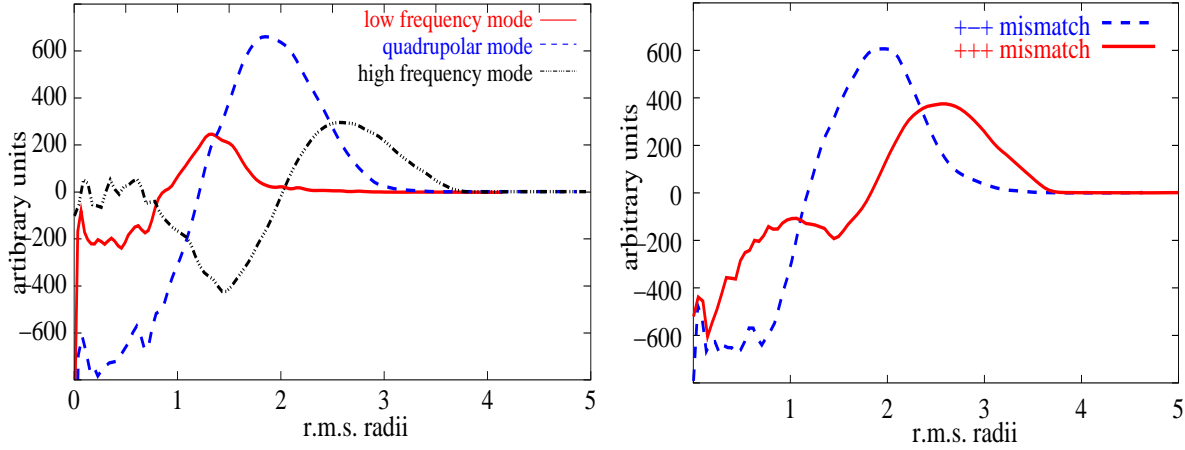 low frequency mode
quadrupolar mode
high frequency mode
600
400
200
0
−200
−400
−600
artibrary units
0
1
2
3
4
5
r.m.s. radii
+−+ mismatch
+++ mismatch
600
400
200
0
−200
−400
−600
−800
arbitrary units
1
2
3
4
5
r.m.s. radii